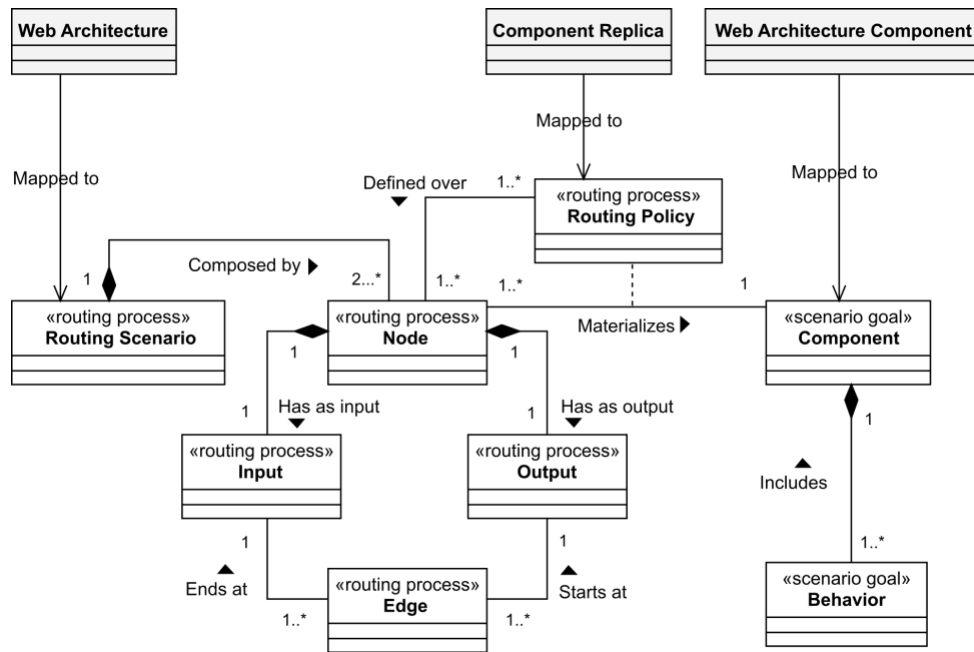 Web Architecture
Component Replica
Web Architecture Component
Mapped to
Mapped to
Mapped to
Defined over
1..*
«routing process»
Routing Policy
Composed by
1
2...*
1..*
1..*
1
Materializes
«routing process»
Routing Scenario
«routing process»
Node
«scenario goal»
Component
1
1
1
Has as input
Has as output
1
1
«routing process»
Input
«routing process»
Output
Includes
1
1
Ends at
Starts at
1..*
1..*
1..*
«routing process»
Edge
«scenario goal»
Behavior